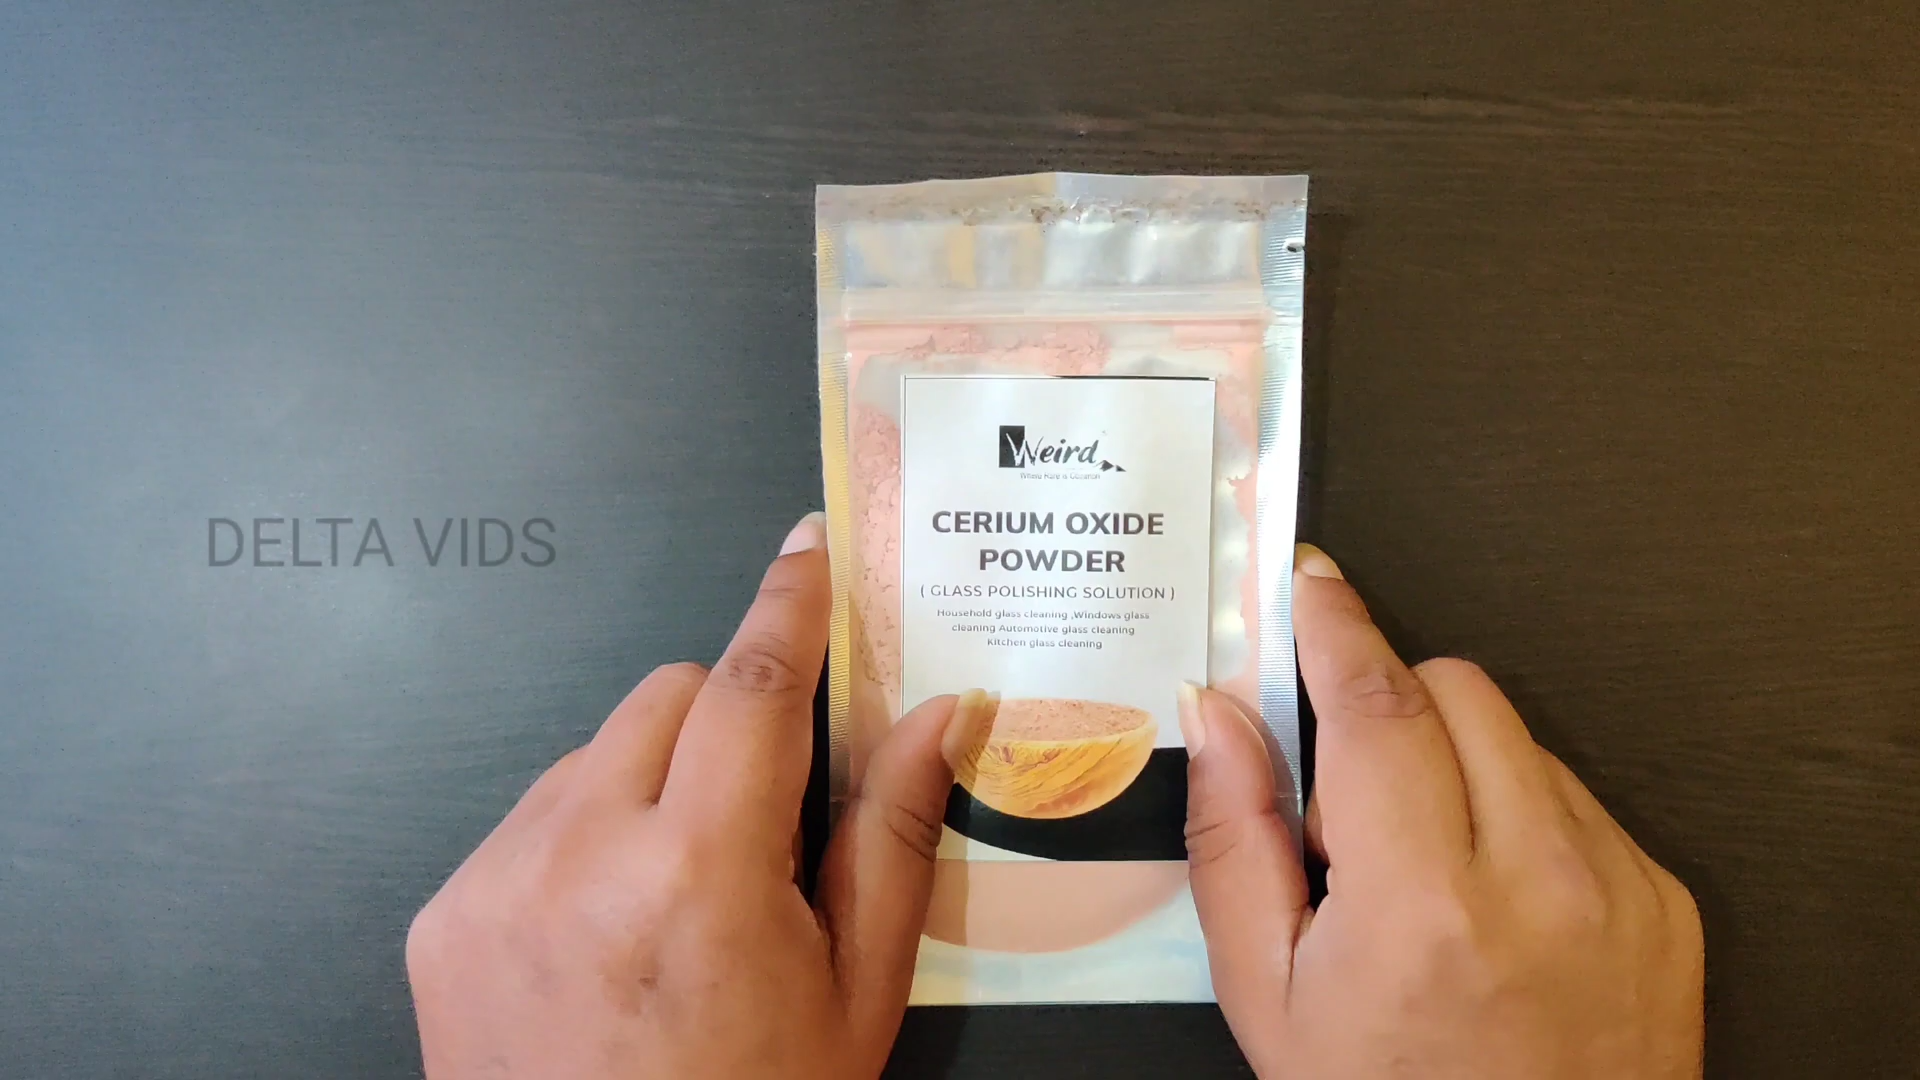 DELTA VIDS
Weird
CERIUM OXIDE
POWDER
( GLASS POLISHING SOLUTION )
Household glass cleaning ,Windows glass
cleaning Automotive glass cleaning
Kitchen glass cleaning